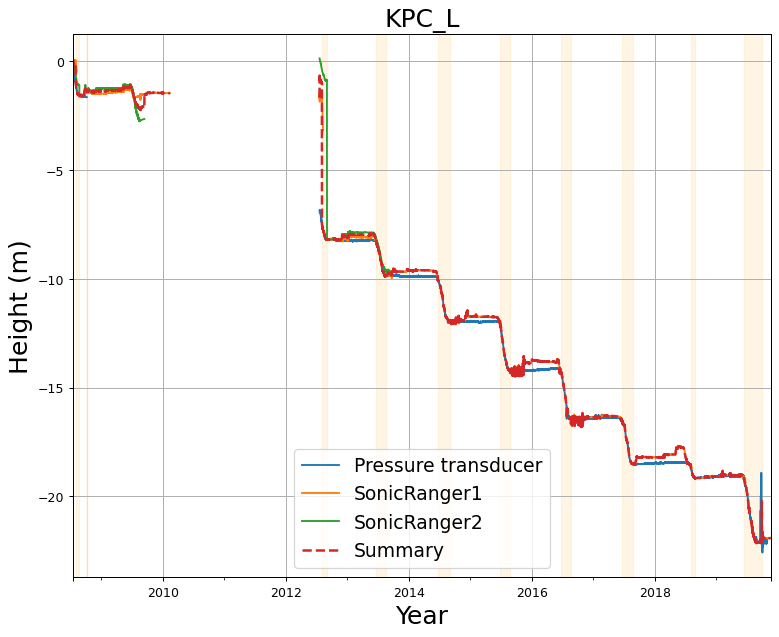 KPC_L
Height (m)
0
−5
−10
−15
−20
Pressure transducer
SonicRanger1
SonicRanger2
Summary
2010
2012
2014
2016
2018
Year